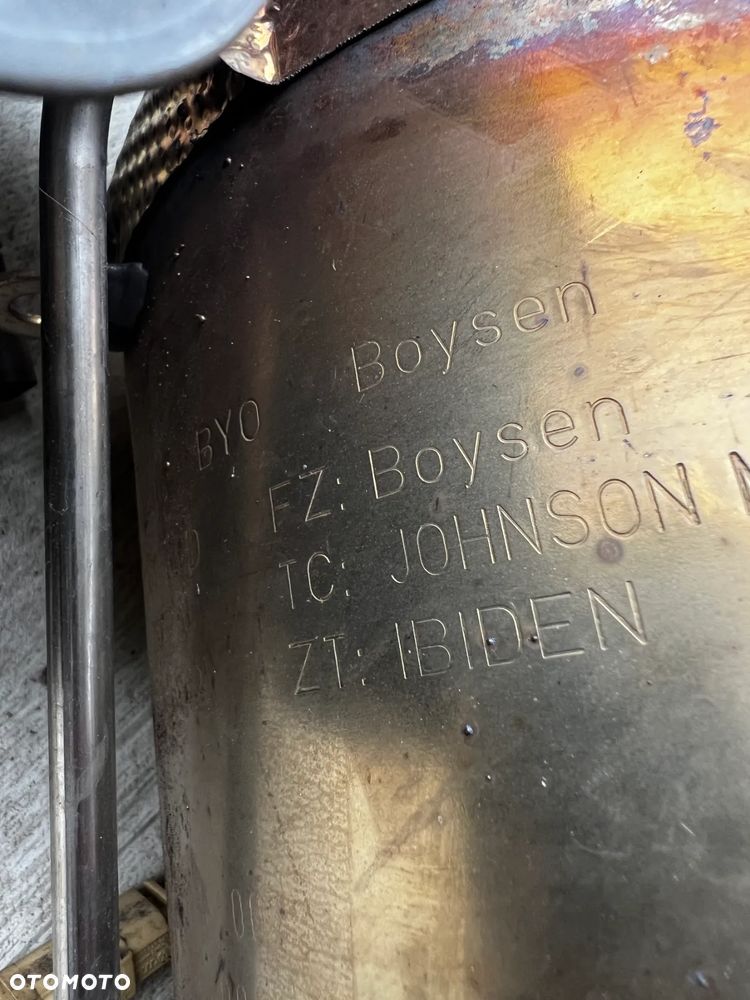 BYO Boysen
FZ: Boysen
TC: JOHNSON
ZT: IBIDEN
OTOMOTO